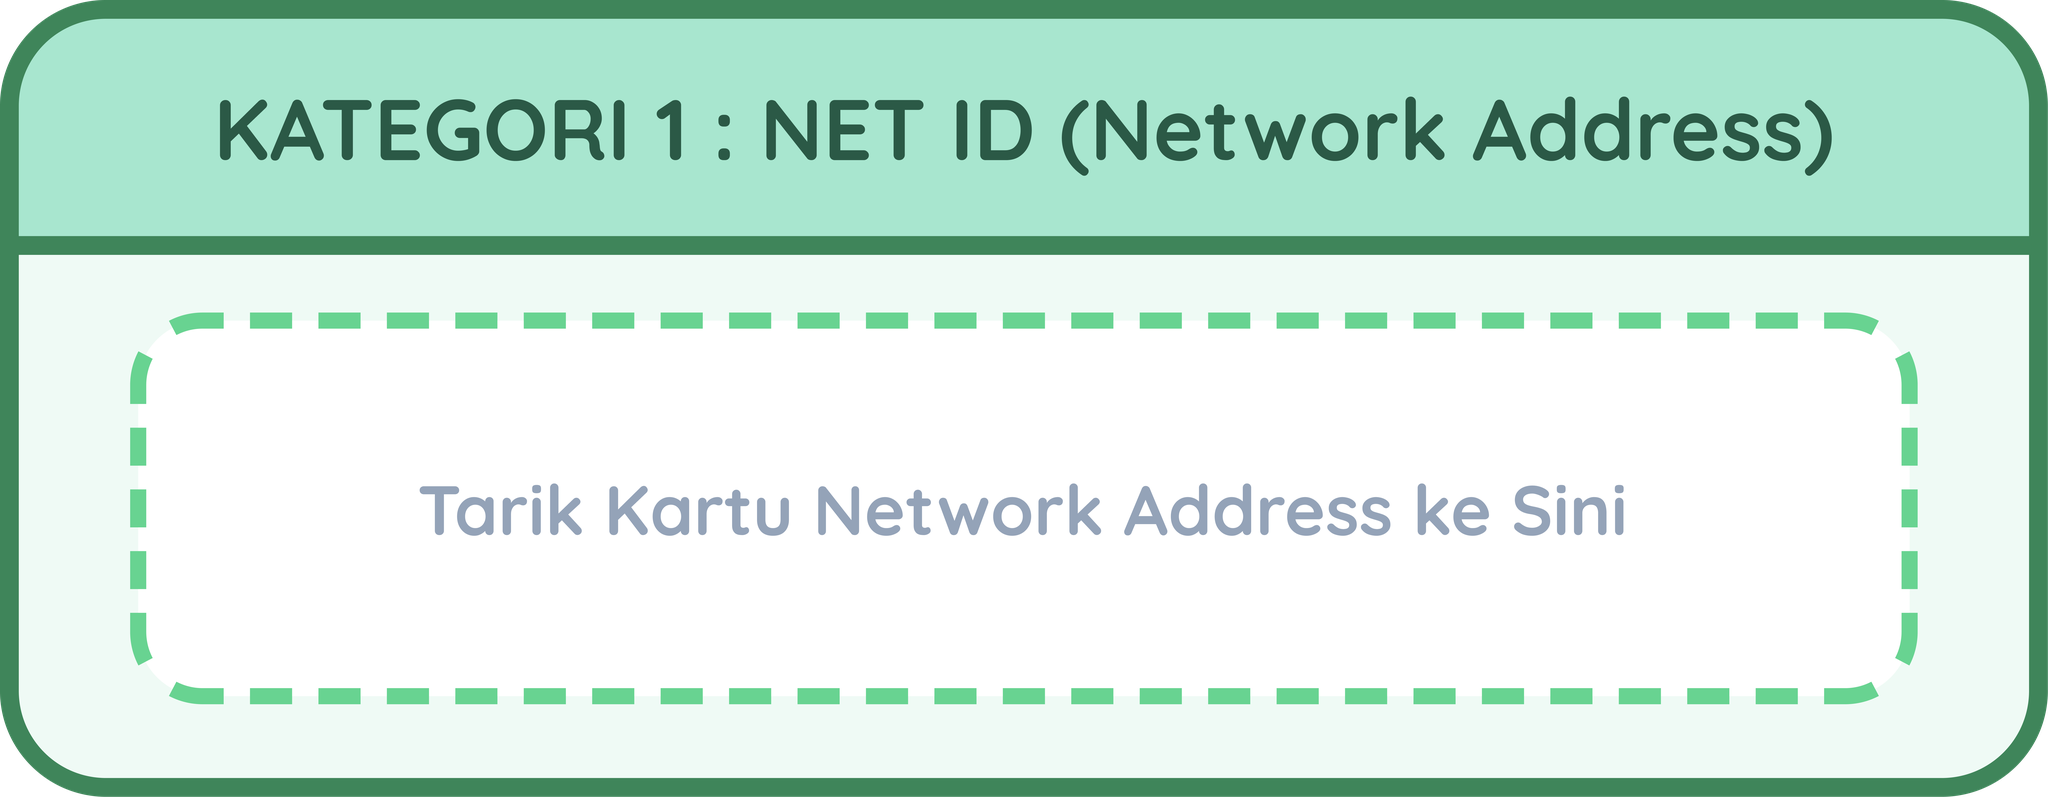 KATEGORI 1 : NET ID (Network Address)
Tarik Kartu Network Address ke Sini